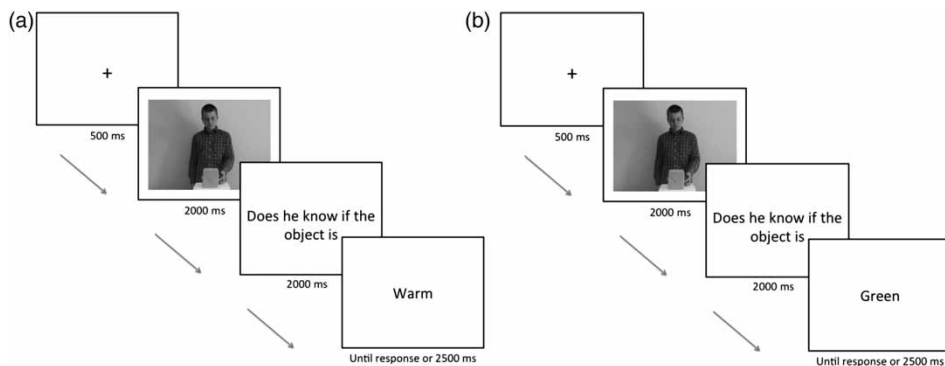 (a)
+
500 ms
2000 ms
Does he know if the
object is
2000 ms
Warm
Until response or 2500 ms
(b)
+
500 ms
2000 ms
Does he know if the
object is
2000 ms
Green
Until response or 2500 ms